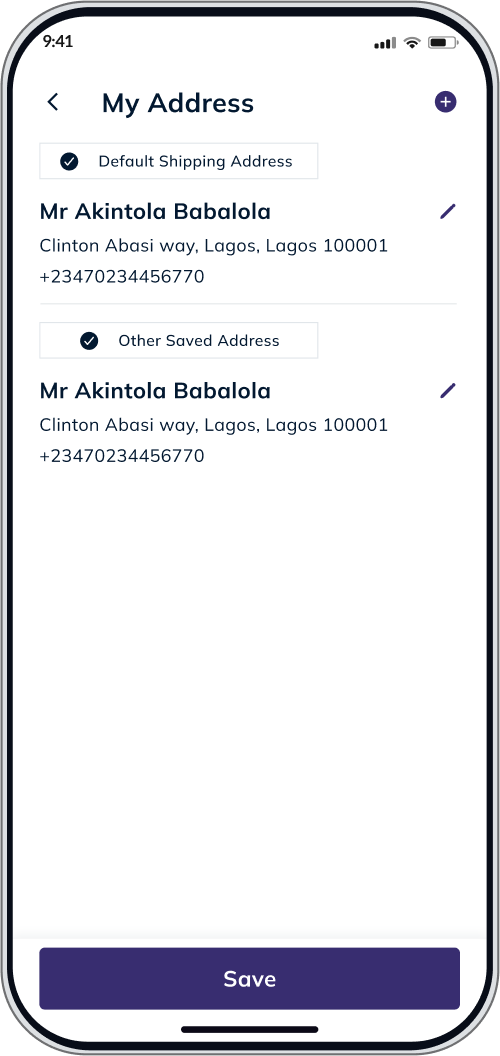 9:41
My Address
Default Shipping Address
Mr Akintola Babalola
Clinton Abasi way, Lagos, Lagos 100001
+23470234456770
Other Saved Address
Mr Akintola Babalola
Clinton Abasi way, Lagos, Lagos 100001
+23470234456770
Save